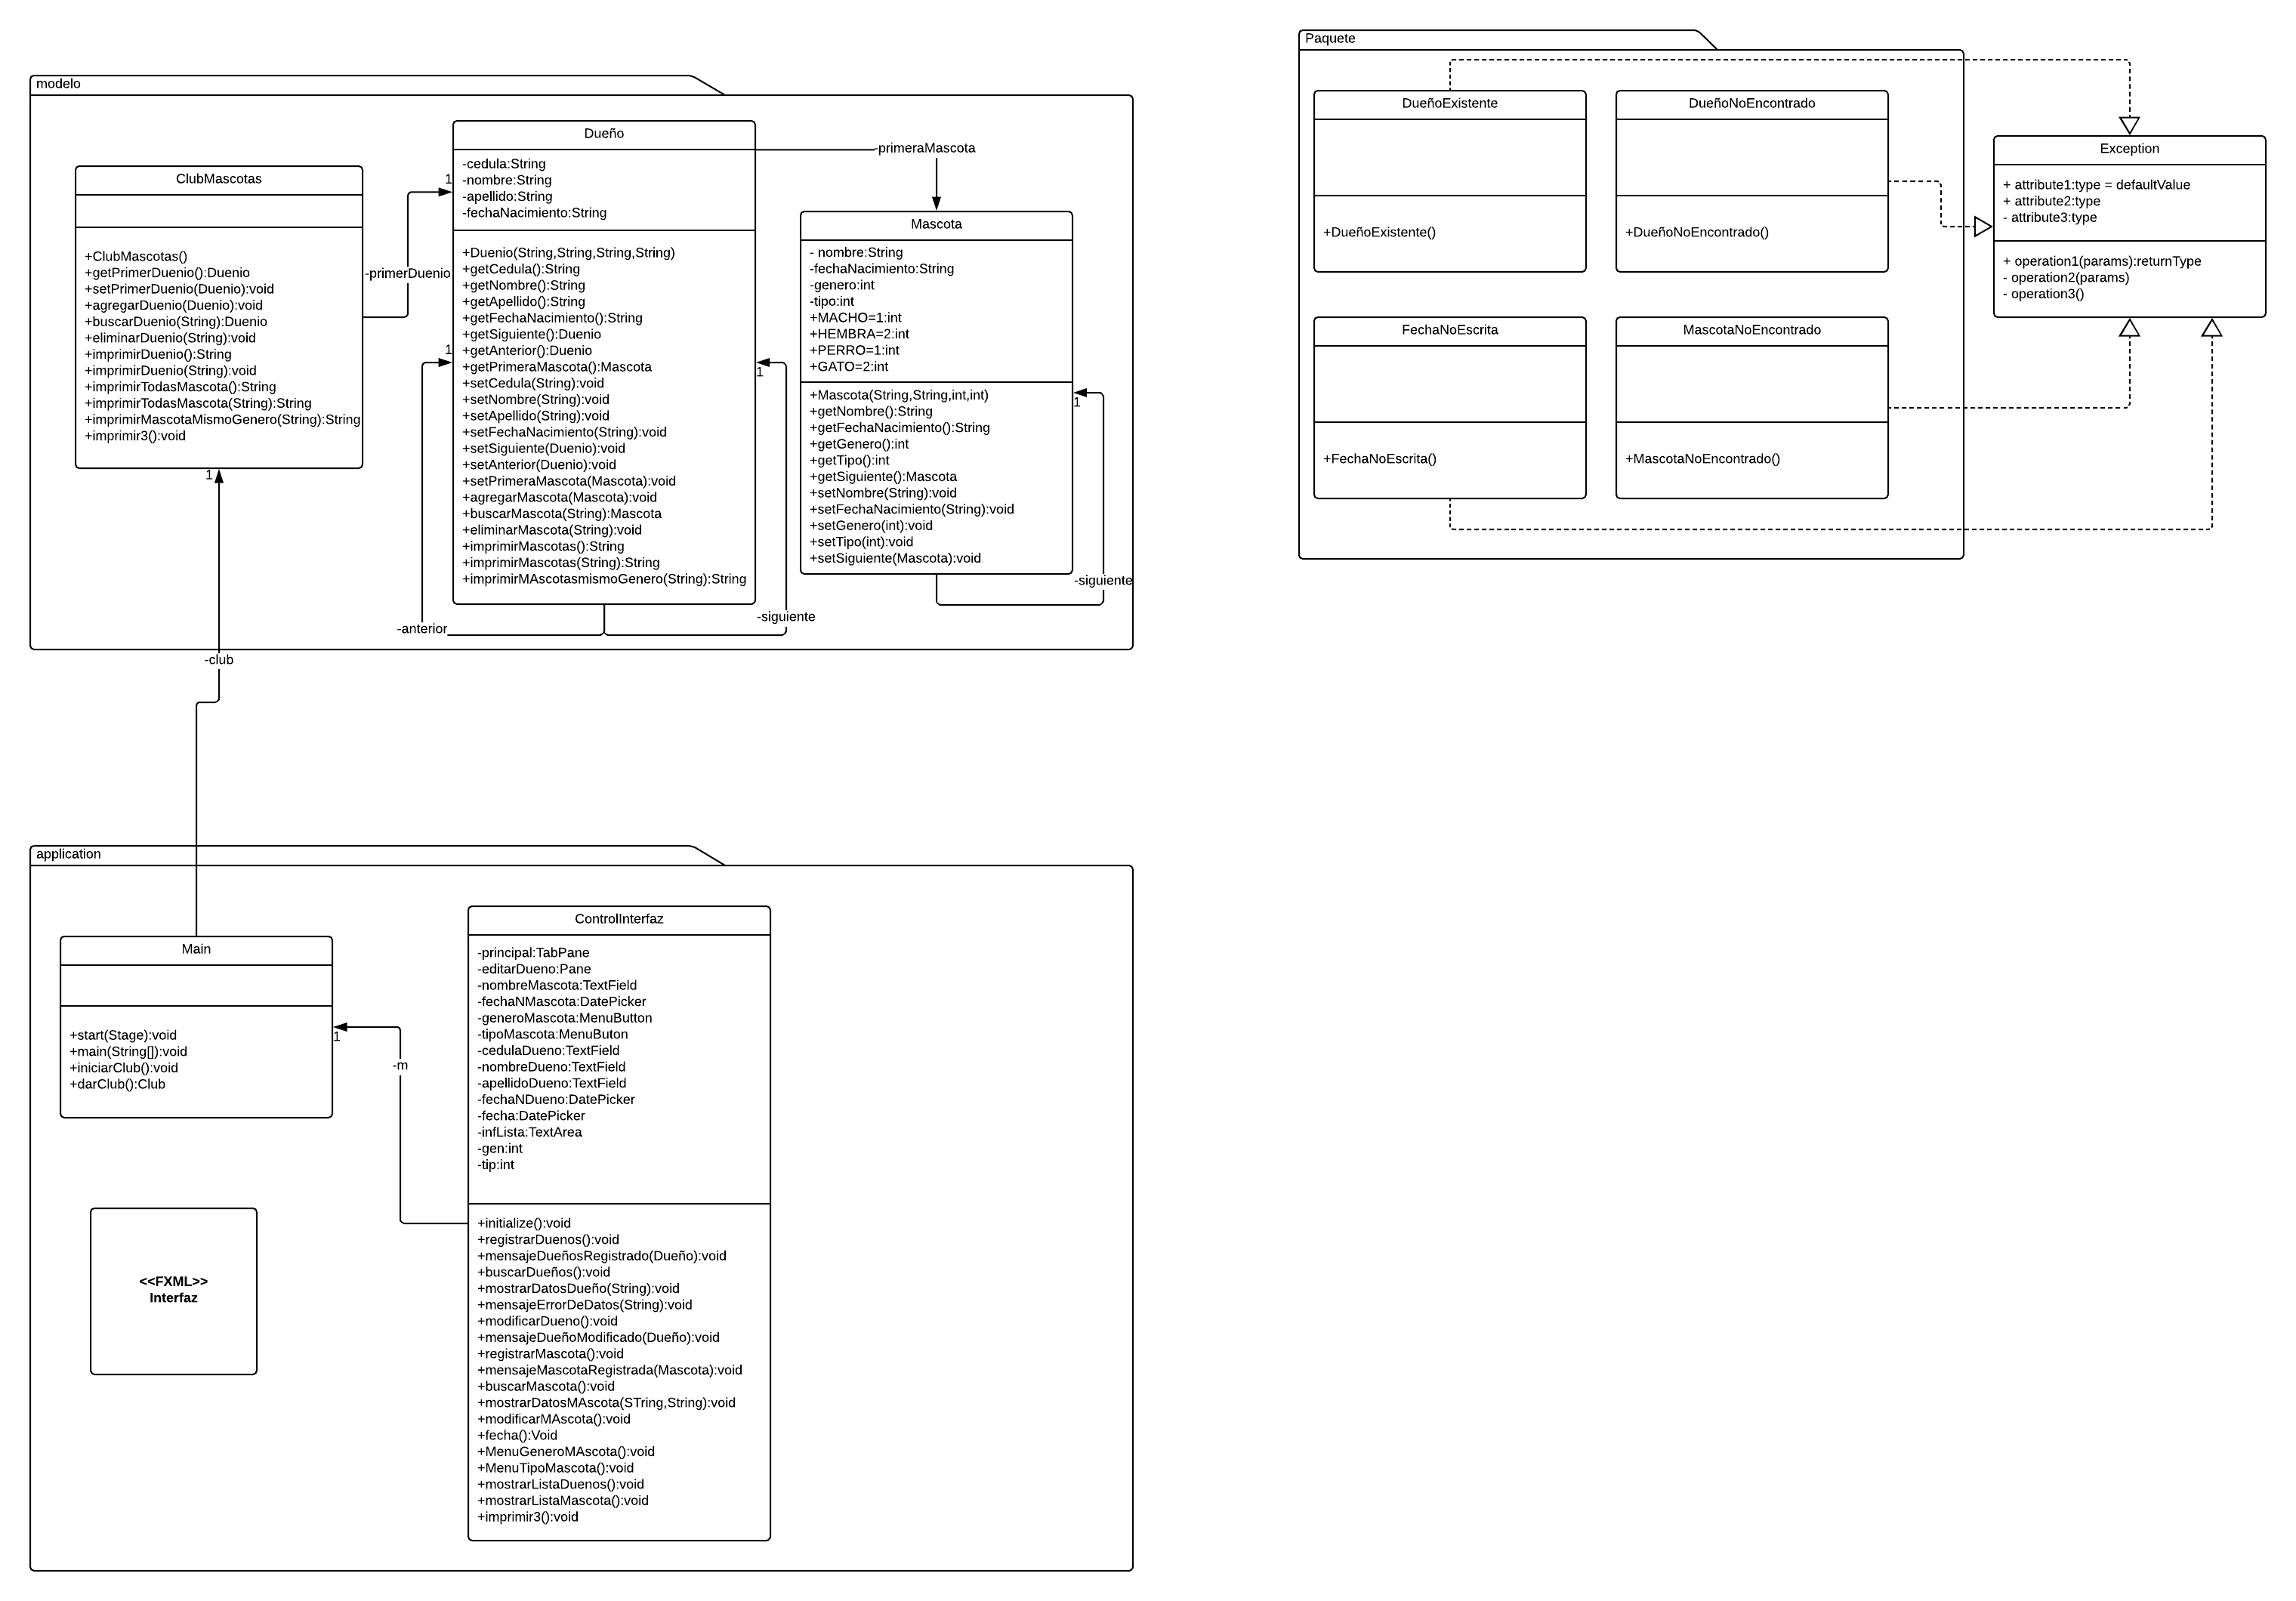 modelo
ClubMascotas
+ClubMascotas()
+getPrimerDuenio():Duenio
+setPrimerDuenio(Duenio):void
+agregarDuenio(Duenio):void
+buscarDuenio(String):Duenio
+eliminarDuenio(String):void
+imprimirDuenio():String
+imprimirDuenio(String):void
+imprimirTodasMascota():String
+imprimirTodasMascota(String):String
+imprimirMascotaMismoGenero(String):String
+imprimir3():void
1
-club
-primerDuenio
1
Dueño
-cedula:String
-nombre:String
-apellido:String
-fechaNacimiento:String
+Duenio(String,String,String,String)
+getCedula():String
+getNombre():String
+getApellido():String
+getFechaNacimiento():String
+getSiguiente():Duenio
+getAnterior():Duenio
+getPrimeraMascota():Mascota
+setCedula(String):void
+setNombre(String):void
+setApellido(String):void
+setFechaNacimiento(String):void
+setSiguiente(Duenio):void
+setAnterior(Duenio):void
+setPrimeraMascota(Mascota):void
+agregarMascota(Mascota):void
+buscarMascota(String):Mascota
+eliminarMascota(String):void
+imprimirMascotas():String
+imprimirMascotas(String):String
+imprimirMAscotasmismoGenero(String):String
1
-anterior
1
-siguiente
-primeraMascota
Mascota
- nombre:String
-fechaNacimiento:String
-genero:int
-tipo:int
+MACHO=1:int
+HEMBRA=2:int
+PERRO=1:int
+GATO=2:int
+Mascota(String,String,int,int)
+getNombre():String
+getFechaNacimiento():String
+getGenero():int
+getTipo():int
+getSiguiente():Mascota
+setNombre(String):void
+setFechaNacimiento(String):void
+setGenero(int):void
+setTipo(int):void
+setSiguiente(Mascota):void
1
-siguiente
Paquete
DueñoExistente
+DueñoExistente()
DueñoNoEncontrado
+DueñoNoEncontrado()
FechaNoEscrita
+FechaNoEscrita()
MascotaNoEncontrado
+MascotaNoEncontrado()
Exception
+ attribute1:type = defaultValue
+ attribute2:type
- attribute3:type
+ operation1(params):returnType
- operation2(params)
- operation3()
application
Main
+start(Stage):void
+main(String[]):void
+iniciarClub():void
+darClub():Club
1
-m
<<FXML>>
Interfaz
ControlInterfaz
-principal:TabPane
-editarDueno:Pane
-nombreMascota:TextField
-fechaNMascota:DatePicker
-generoMascota:MenuButton
-tipoMascota:MenuButon
-cedulaDueno:TextField
-nombreDueno:TextField
-apellidoDueno:TextField
-fechaNDueno:DatePicker
-fecha:DatePicker
-infLista:TextArea
-gen:int
-tip:int
+initialize():void
+registrarDuenos():void
+mensajeDueñosRegistrado(Dueño):void
+buscarDueños():void
+mostrarDatosDueño(String):void
+mensajeErrorDeDatos(String):void
+modificarDueno():void
+mensajeDueñoModificado(Dueño):void
+registrarMascota():void
+mensajeMascotaRegistrada(Mascota):void
+buscarMascota():void
+mostrarDatosMAscota(STring,String):void
+modificarMAscota():void
+fecha():Void
+MenuGeneroMAscota():void
+MenuTipoMascota():void
+mostrarListaDuenos():void
+mostrarListaMascota():void
+imprimir3():void